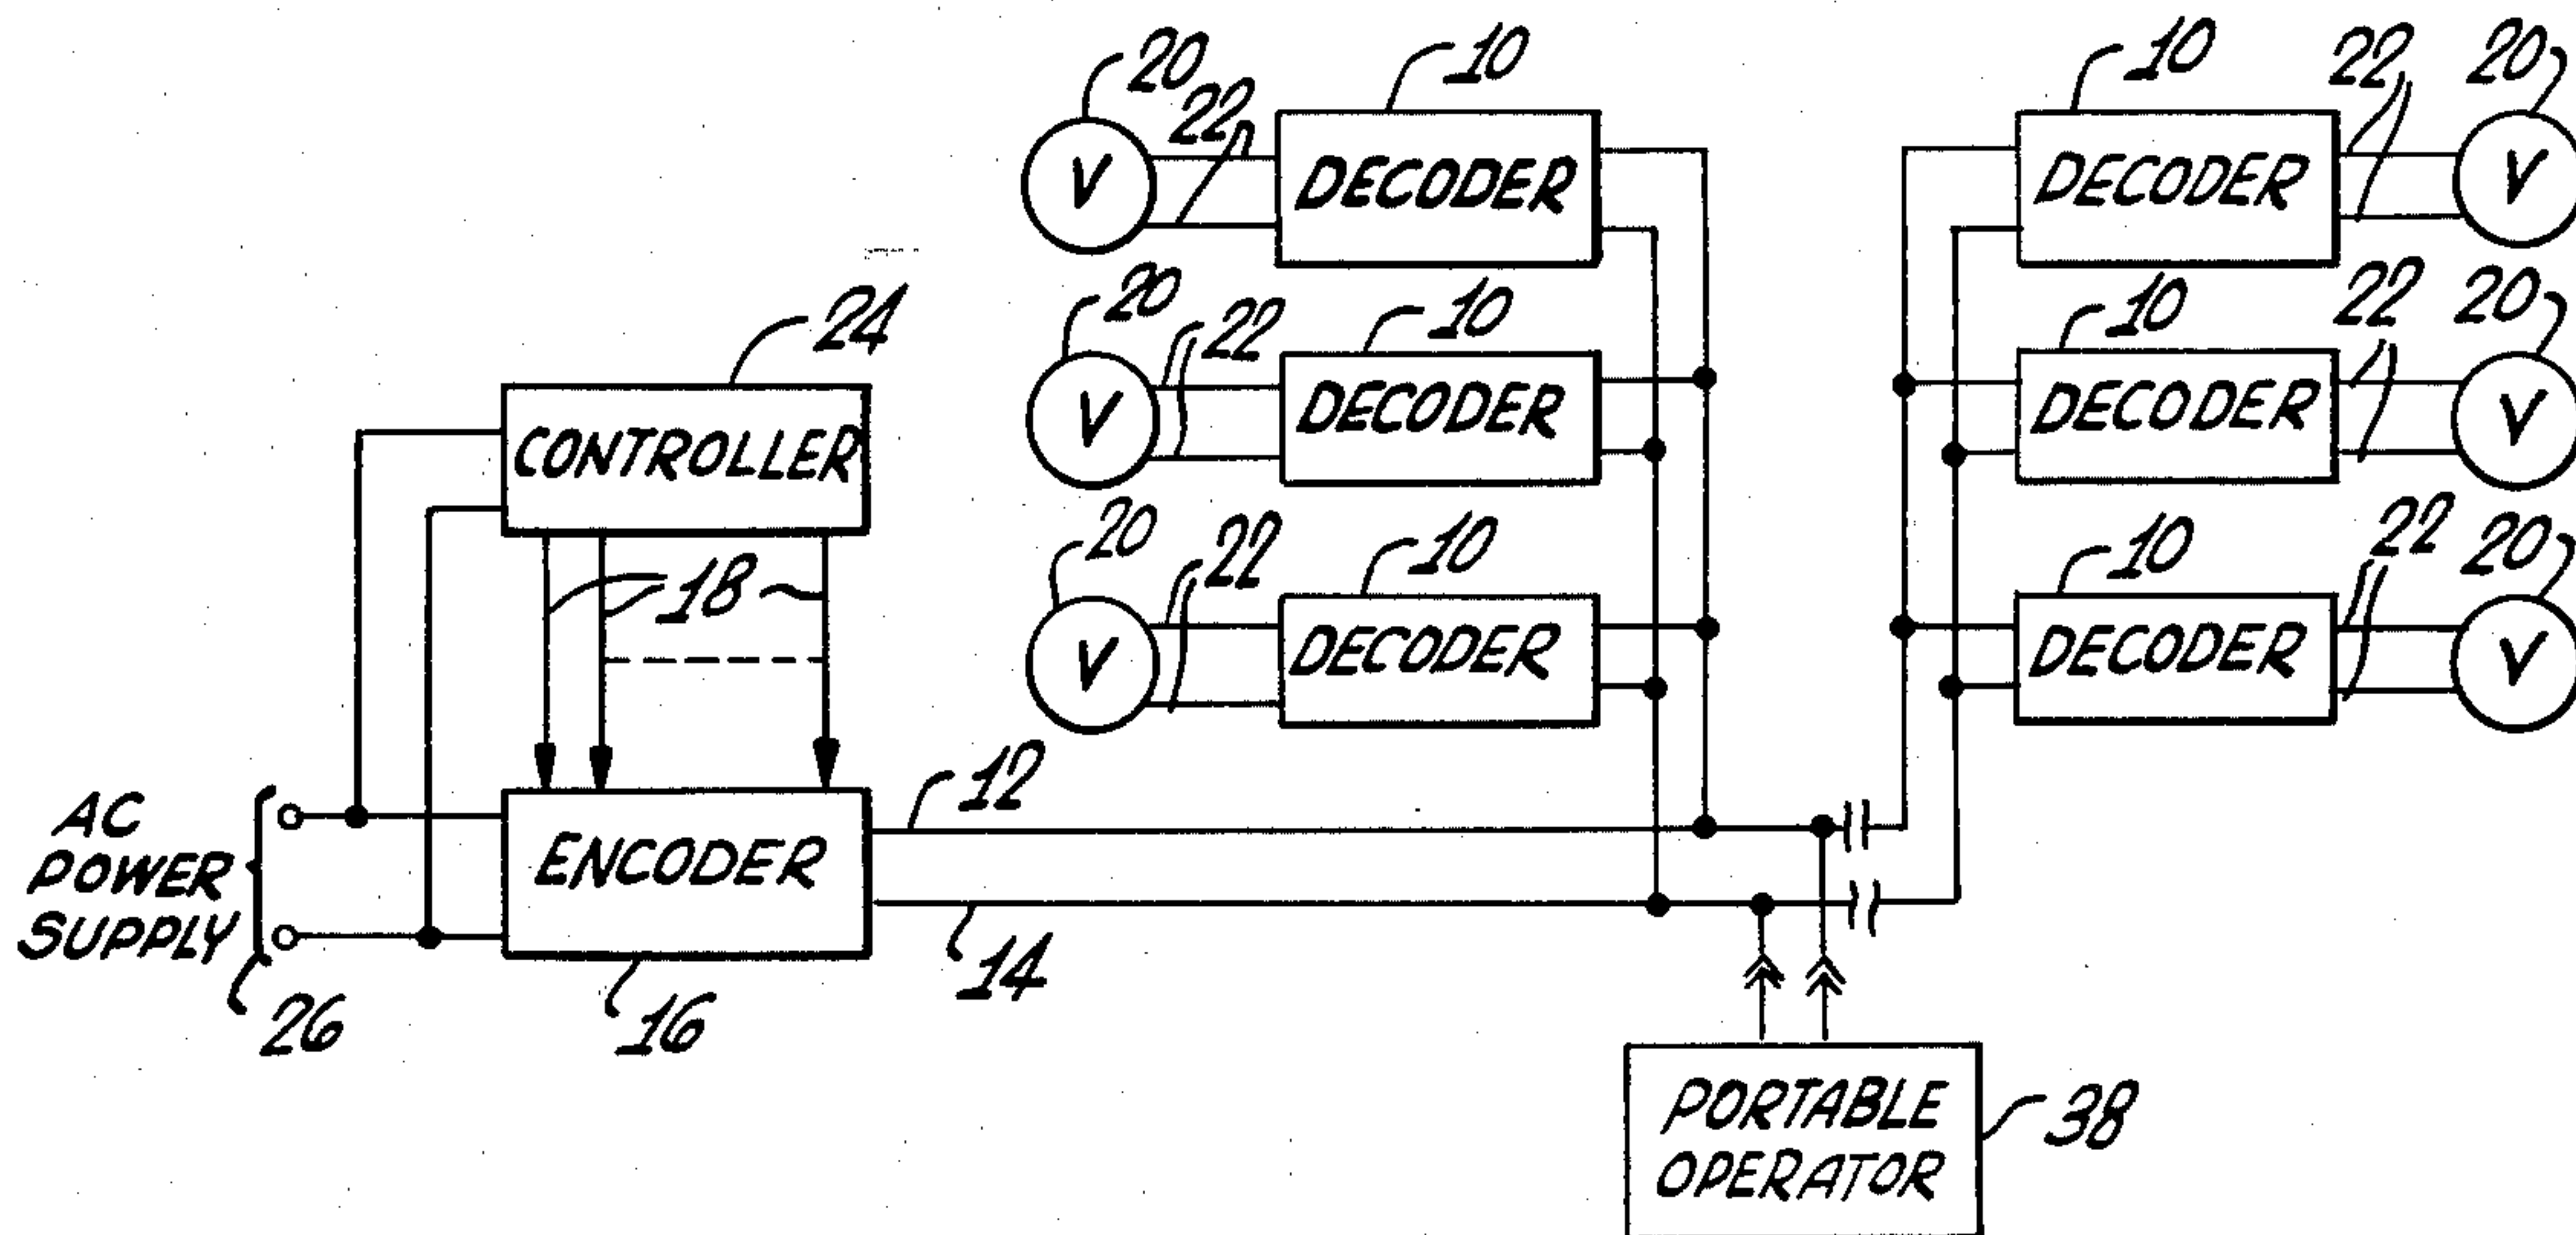 20
22
10
DECODER
V
10
22
20
DECODER
V
20
22
10
DECODER
V
10
22
20
DECODER
V
24
CONTROLLER
20
22
10
DECODER
V
10
22
20
DECODER
V
18
12
AC
POWER
SUPPLY
ENCODER
26
16
14
PORTABLE
OPERATOR
38